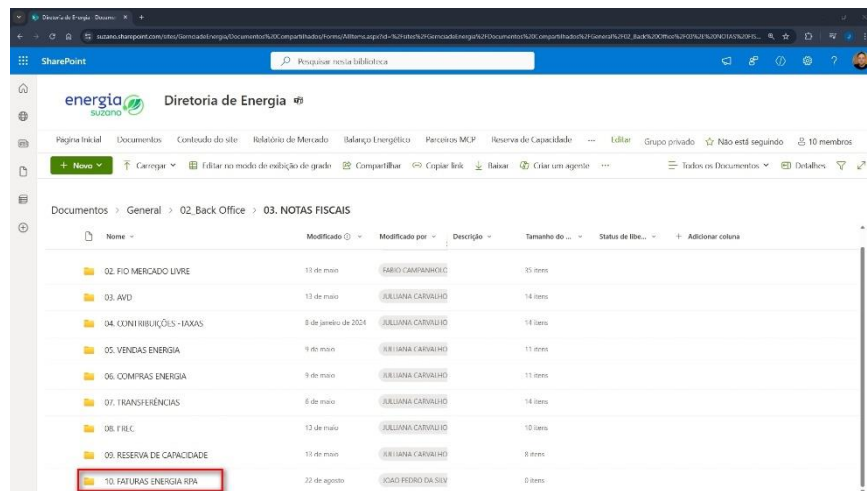 Diretoria de Energia - Docume
SharePoint
Pesquisar nesta biblioteca
energia
suzano
Diretoria de Energia
Página Inicial Documentos Conteúdo do site Relatório de Mercado Balanço Energético Parceiros MCP Reserva de Capacidade ... Editar Grupo privado Não está seguindo 10 membros
+ Novo Carregar Editar no modo de exibição de grade Compartilhar Copiar link Baixar Criar um agente ... Todos os Documentos Detalhes
Documentos > General > 02_Back Office > 03. NOTAS FISCAIS
Nome Modificado Modificado por Descrição Tamanho do ... Status de libe... + Adicionar coluna
02. FIO MERCADO LIVRE 13 de maio FABIO CAMPANHOLO 35 itens
03. AVD 13 de maio JULLIANA CARVALHO 14 itens
04. CONTRIBUIÇÕES -TAXAS 8 de janeiro de 2024 JULLIANA CARVALHO 14 itens
05. VENDAS ENERGIA 9 de maio JULLIANA CARVALHO 11 itens
06. COMPRAS ENERGIA 9 de maio JULLIANA CARVALHO 11 itens
07. TRANSFERÊNCIAS 6 de maio JULLIANA CARVALHO 14 itens
08. I'REC 13 de maio JULLIANA CARVALHO 10 itens
09. RESERVA DE CAPACIDADE 13 de maio JULLIANA CARVALHO 8 itens
10. FATURAS ENERGIA RPA 22 de agosto JOAO PEDRO DA SILV 0 itens